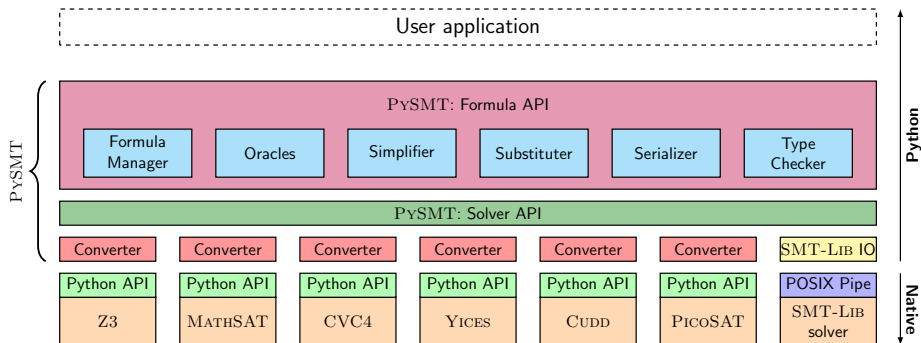 User application
PYSMT: Formula API
Formula
Manager
Oracles
Simplifier
Substituter
Serializer
Type
Checker
PYSMT: Solver API
Converter Converter Converter Converter Converter Converter SMT-LIB IO
Python API Python API Python API Python API Python API Python API POSIX Pipe
Z3 MATHSAT CVC4 YICES CUDD PICOSAT SMT-LIB
solver
PYSMT
Python
Native